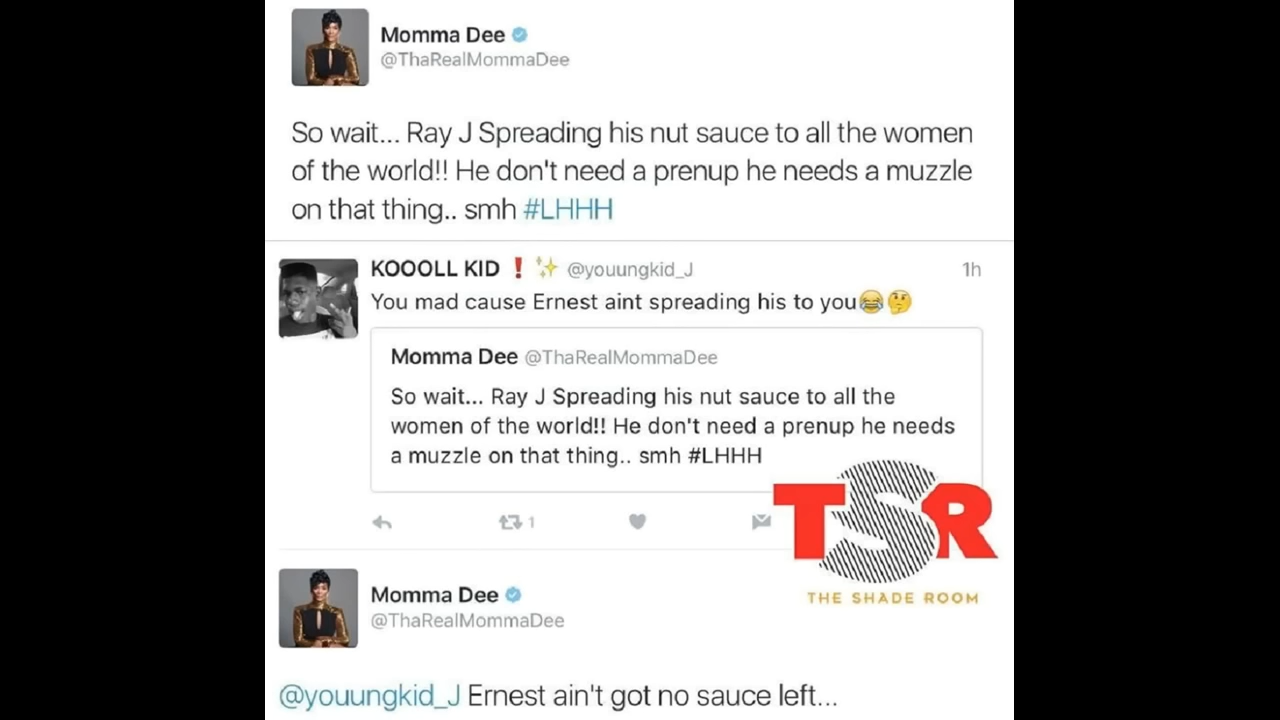 Momma Dee
@ThaRealMommaDee
So wait... Ray J Spreading his nut sauce to all the women
of the world!! He don't need a prenup he needs a muzzle
on that thing.. smh #LHHH
KOOOLL KID ❗ ✨ @youungkid_J 1h
You mad cause Ernest aint spreading his to you😂🤔
Momma Dee @ThaRealMommaDee
So wait... Ray J Spreading his nut sauce to all the
women of the world!! He don't need a prenup he needs
a muzzle on that thing.. smh #LHHH
1
TSR
THE SHADE ROOM
Momma Dee
@ThaRealMommaDee
@youungkid_J Ernest ain't got no sauce left...